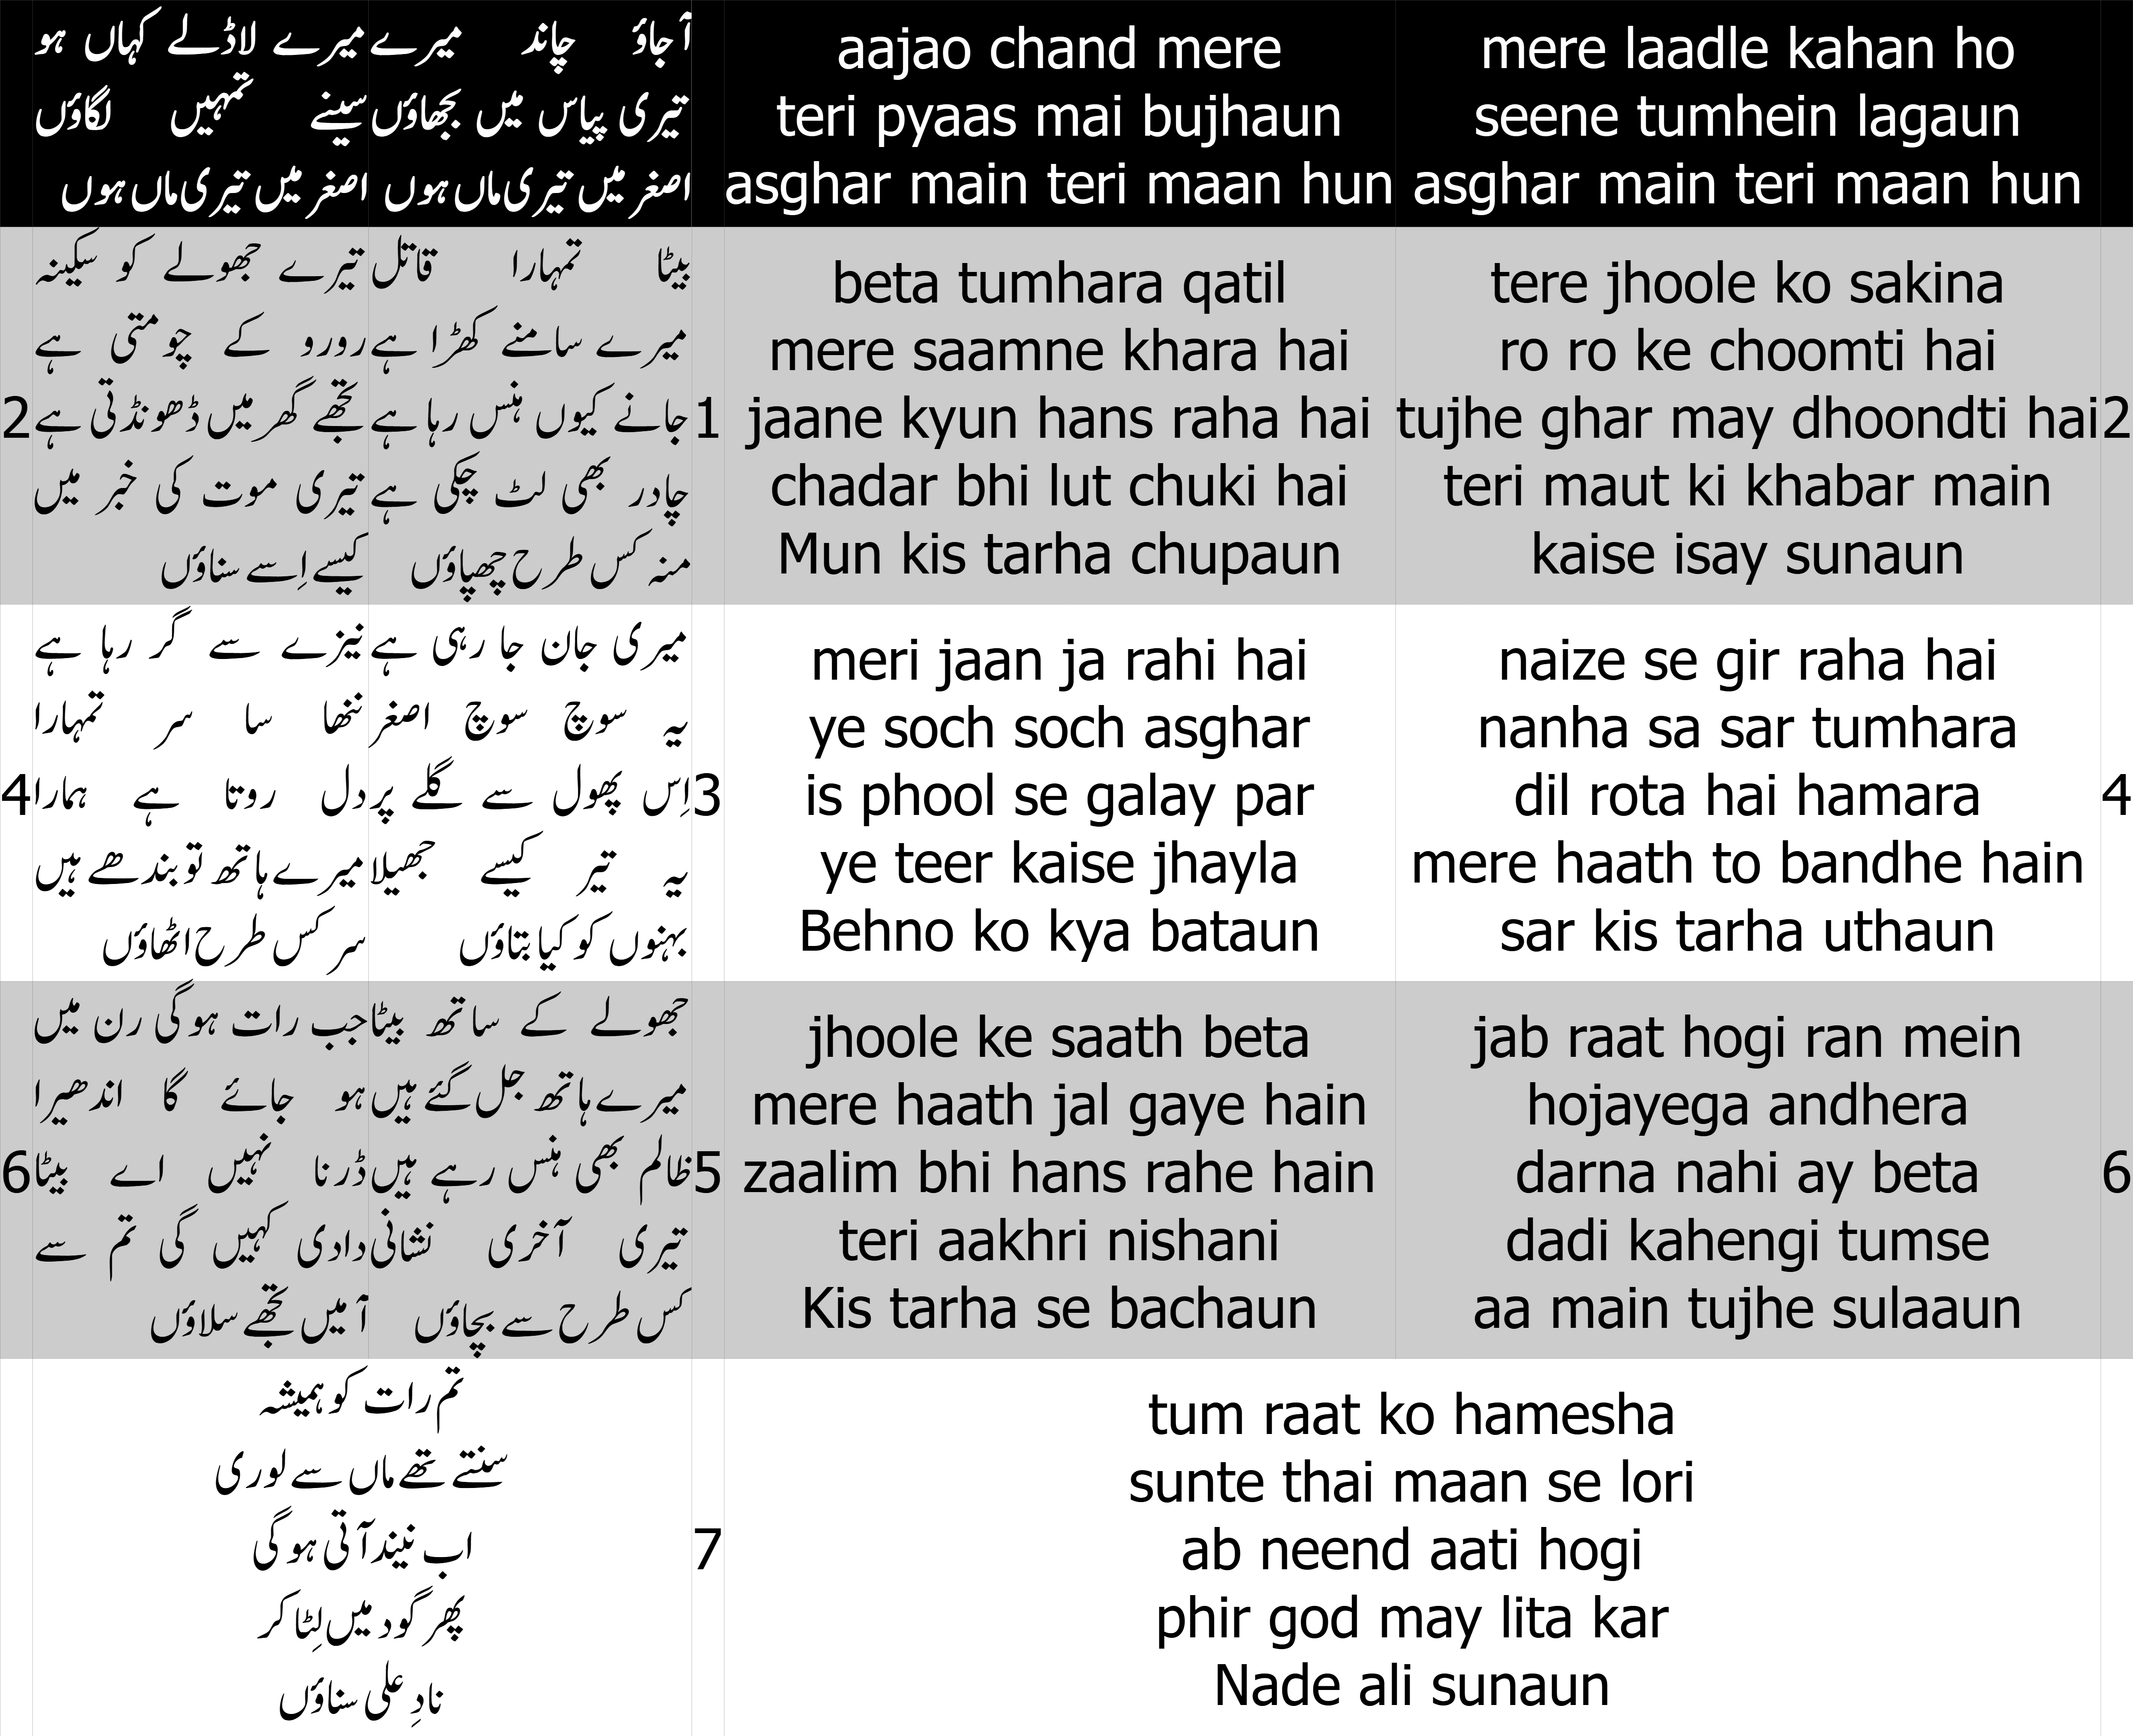 آجاؤ چاند میرے
تیری پیاس میں بجھاؤں
اصغر میں تیری ماں ہوں
میرے لاڈلے کہاں ہو
سینے تمہیں لگاؤں
اصغر میں تیری ماں ہوں
aajao chand mere
teri pyaas mai bujhaun
asghar main teri maan hun
mere laadle kahan ho
seene tumhein lagaun
asghar main teri maan hun
1
بیٹا تمہارا قاتل
میرے سامنے کھڑا ہے
جانے کیوں ہنس رہا ہے
چادر بھی لٹ چکی ہے
منہ کس طرح چھپاؤں
2
تیرے جھولے کو سکینہ
رورو کے چومتی ہے
تجھے گھر میں ڈھونڈتی ہے
تیری موت کی خبر میں
کیسے اِسے سناؤں
beta tumhara qatil
mere saamne khara hai
jaane kyun hans raha hai
chadar bhi lut chuki hai
Mun kis tarha chupaun
tere jhoole ko sakina
ro ro ke choomti hai
tujhe ghar may dhoondti hai
teri maut ki khabar main
kaise isay sunaun
2
3
میری جان جا رہی ہے
یہ سوچ سوچ اصغر
اِس پھول سے گلے پر
یہ تیر کیسے جھیلا
بہنوں کو کیا بتاؤں
4
نیزے سے گر رہا ہے
ننھا سا سر تمہارا
دل روتا ہے ہمارا
میرے ہاتھ تو بندھے ہیں
سر کس طرح اٹھاؤں
meri jaan ja rahi hai
ye soch soch asghar
is phool se galay par
ye teer kaise jhayla
Behno ko kya bataun
naize se gir raha hai
nanha sa sar tumhara
dil rota hai hamara
mere haath to bandhe hain
sar kis tarha uthaun
4
5
جھولے کے ساتھ بیٹا
میرے ہاتھ جل گئے ہیں
ظالم بھی ہنس رہے ہیں
تیری آخری نشانی
کس طرح سے بچاؤں
6
جب رات ہوگی رن میں
ہو جائے گا اندھیرا
ڈرنا نہیں اے بیٹا
دادی کہیں گی تم سے
آ میں تجھے سلاؤں
jhoole ke saath beta
mere haath jal gaye hain
zaalim bhi hans rahe hain
teri aakhri nishani
Kis tarha se bachaun
jab raat hogi ran mein
hojayega andhera
darna nahi ay beta
dadi kahengi tumse
aa main tujhe sulaaun
6
7
تم رات کو ہمیشہ
سنتے تھے ماں سے لوری
اب نیند آتی ہوگی
پھر گود میں لِٹا کر
نادِ علی سناؤں
tum raat ko hamesha
sunte thai maan se lori
ab neend aati hogi
phir god may lita kar
Nade ali sunaun